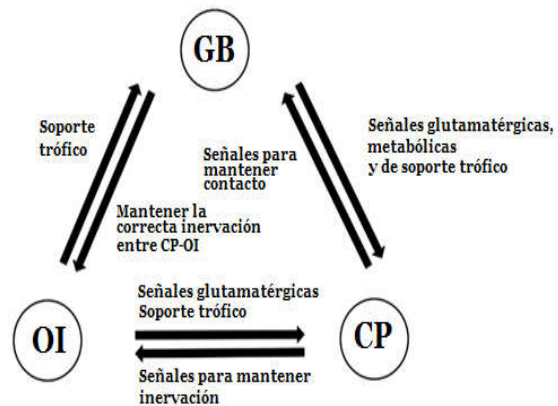 GB
Soporte
trófico
Señales para
mantener
contacto
Señales glutamatérgicas,
metabólicas
y de soporte trófico
Mantener la
correcta inervación
entre CP-OI
OI
Señales glutamatérgicas
Soporte trófico
Señales para mantener
inervación
CP